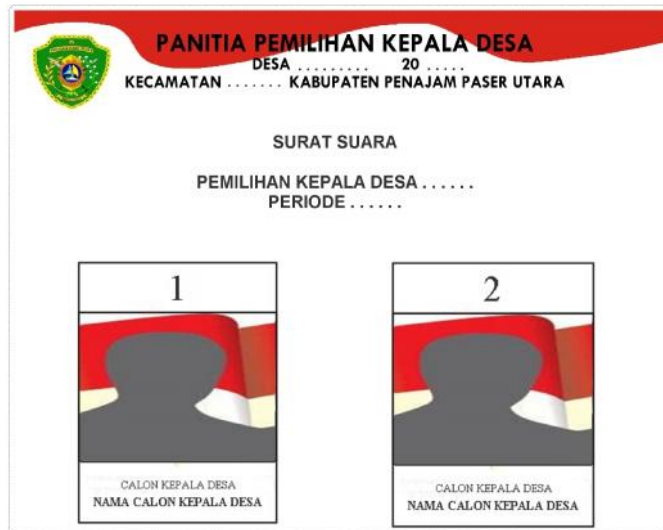 PANITIA PEMILIHAN KEPALA DESA
DESA ......... 20 .....
KECAMATAN ....... KABUPATEN PENAJAM PASER UTARA
SURAT SUARA
PEMILIHAN KEPALA DESA ......
PERIODE ......
1
2
CALON KEPALA DESA
NAMA CALON KEPALA DESA
CALON KEPALA DESA
NAMA CALON KEPALA DESA